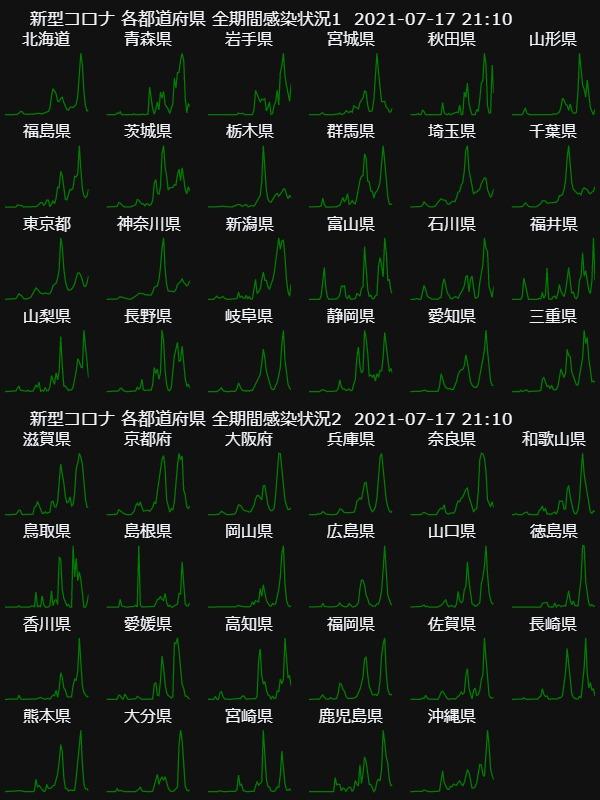 新型コロナ 各都道府県 全期間感染状況1 2021-07-17 21:10
北海道 青森県 岩手県 宮城県 秋田県 山形県
福島県 茨城県 栃木県 群馬県 埼玉県 千葉県
東京都 神奈川県 新潟県 富山県 石川県 福井県
山梨県 長野県 岐阜県 静岡県 愛知県 三重県
新型コロナ 各都道府県 全期間感染状況2 2021-07-17 21:10
滋賀県 京都府 大阪府 兵庫県 奈良県 和歌山県
鳥取県 島根県 岡山県 広島県 山口県 徳島県
香川県 愛媛県 高知県 福岡県 佐賀県 長崎県
熊本県 大分県 宮崎県 鹿児島県 沖縄県